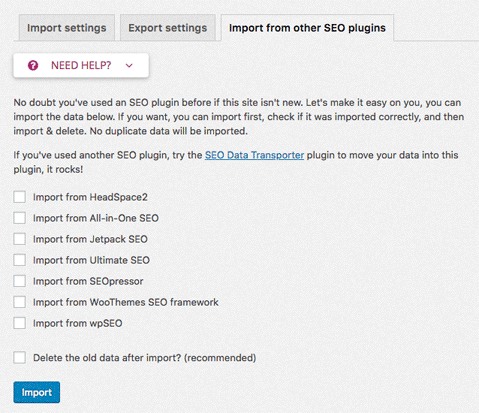 Import settings Export settings Import from other SEO plugins
NEED HELP?
No doubt you've used an SEO plugin before if this site isn't new. Let's make it easy on you, you can
import the data below. If you want, you can import first, check if it was imported correctly, and then
import & delete. No duplicate data will be imported.
If you've used another SEO plugin, try the SEO Data Transporter plugin to move your data into this
plugin, it rocks!
Import from HeadSpace2
Import from All-in-One SEO
Import from Jetpack SEO
Import from Ultimate SEO
Import from SEOpressor
Import from WooThemes SEO framework
Import from wpSEO
Delete the old data after import? (recommended)
Import